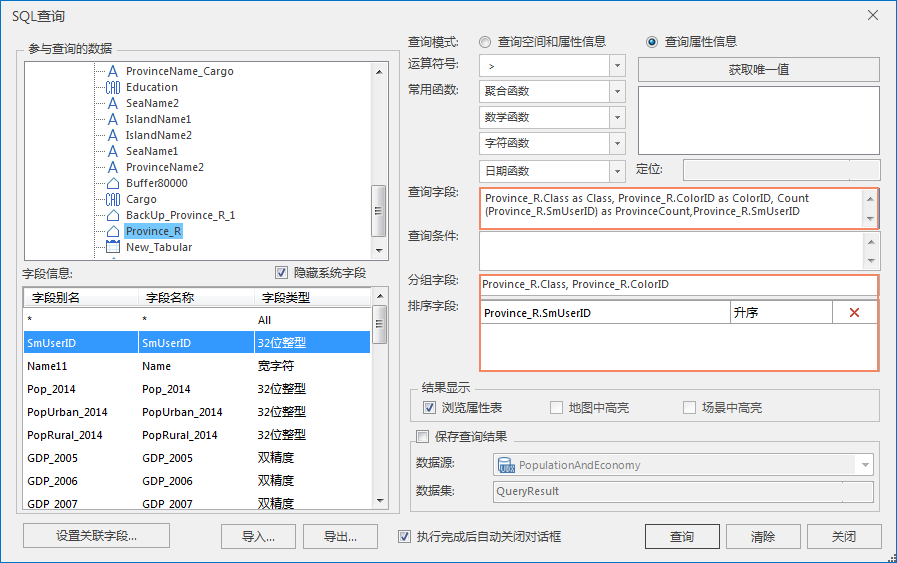 SQL查询
参与查询的数据
ProvinceName_Cargo
Education
SeaName2
IslandName1
IslandName2
SeaName1
ProvinceName2
Buffer80000
Cargo
BackUp_Province_R_1
Province_R
New_Tabular
字段信息: 隐藏系统字段
字段别名 字段名称 字段类型
* * All
SmUserID SmUserID 32位整型
Name11 Name 宽字符
Pop_2014 Pop_2014 32位整型
PopUrban_2014 PopUrban_2014 32位整型
PopRural_2014 PopRural_2014 32位整型
GDP_2005 GDP_2005 双精度
GDP_2006 GDP_2006 双精度
GDP_2007 GDP_2007 双精度
查询模式: 查询空间和属性信息 查询属性信息
运算符号: > 获取唯一值
常用函数: 聚合函数
数学函数
字符函数
日期函数 定位:
查询字段: Province_R.Class as Class, Province_R.ColorID as ColorID, Count
(Province_R.SmUserID) as ProvinceCount,Province_R.SmUserID
查询条件:
分组字段: Province_R.Class, Province_R.ColorID
排序字段: Province_R.SmUserID 升序
结果显示
浏览属性表 地图中高亮 场景中高亮
保存查询结果
数据源: PopulationAndEconomy
数据集: QueryResult
设置关联字段... 导入... 导出... 执行完成后自动关闭对话框 查询 清除 关闭